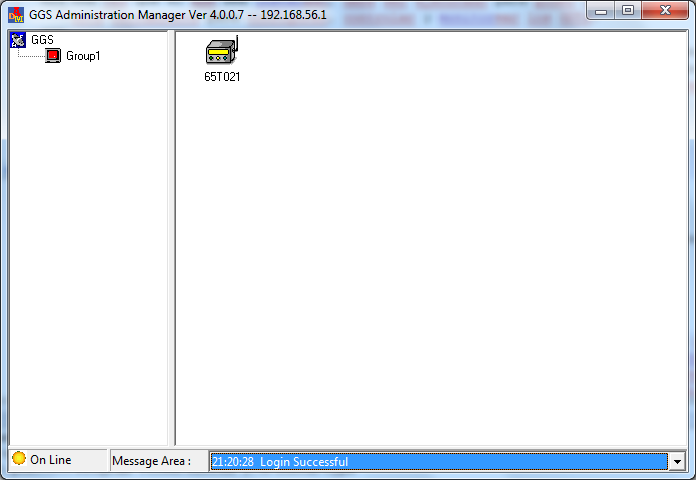 GGS Administration Manager Ver 4.0.0.7 -- 192.168.56.1
GGS
Group1
65T021
On Line
Message Area :
21:20:28 Login Successful